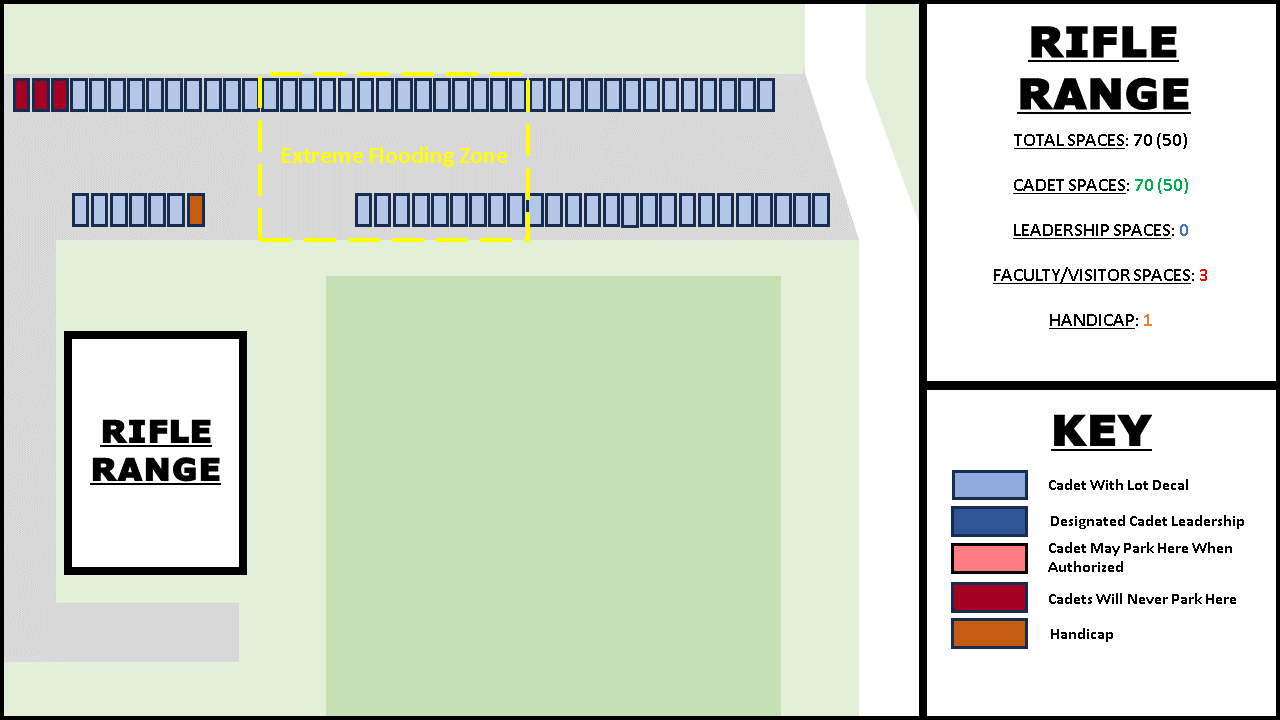 Extreme Flooding Zone
RIFLE
RANGE
RIFLE
RANGE
TOTAL SPACES: 70 (50)
CADET SPACES: 70 (50)
LEADERSHIP SPACES: 0
FACULTY/VISITOR SPACES: 3
HANDICAP: 1
KEY
Cadet With Lot Decal
Designated Cadet Leadership
Cadet May Park Here When
Authorized
Cadets Will Never Park Here
Handicap